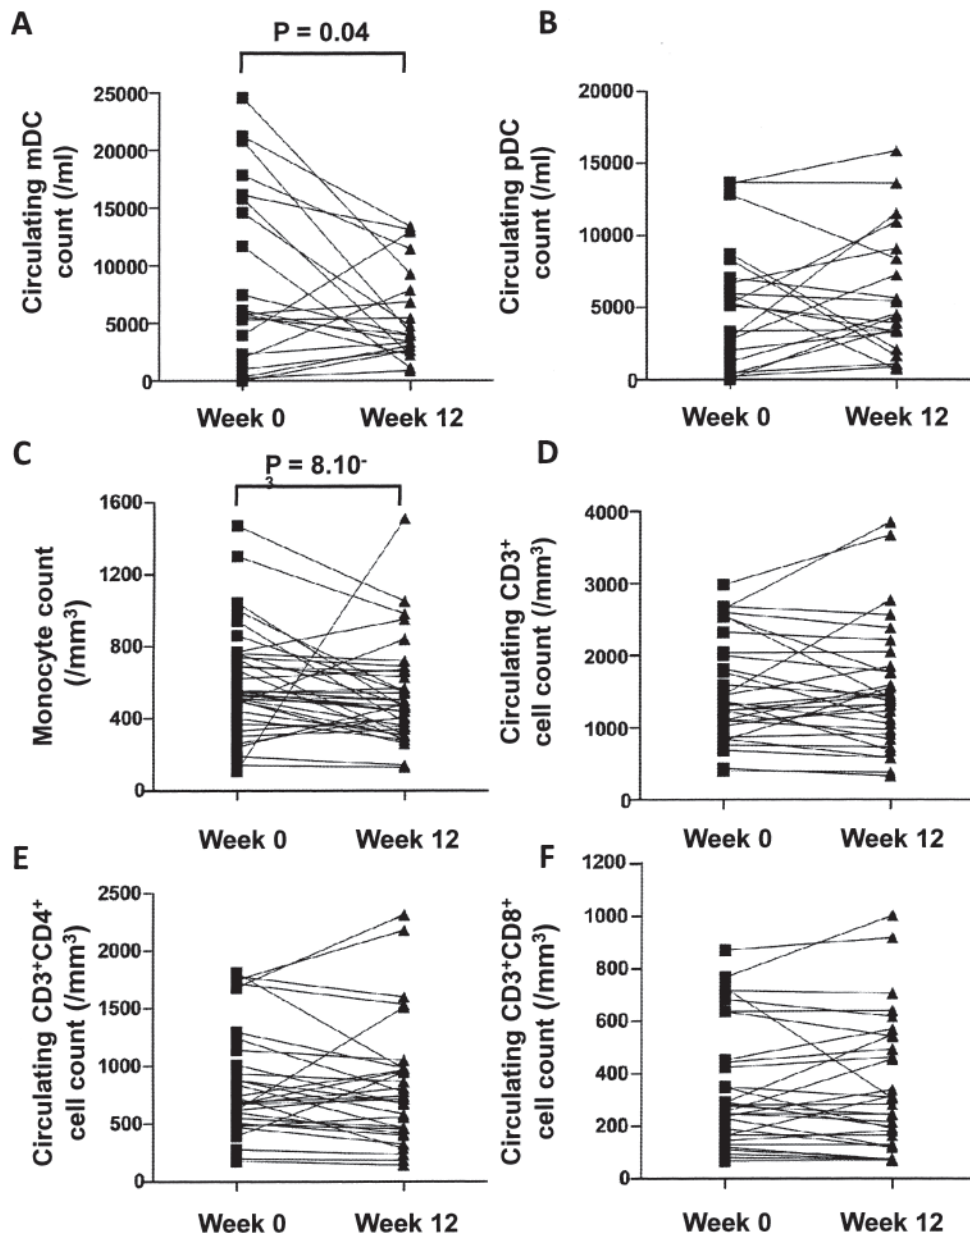 A
P = 0.04
Circulating mDC
count (/ml)
25000
20000
15000
10000
5000
0
Week 0 Week 12
B
Circulating pDC
count (/ml)
20000
15000
10000
5000
0
Week 0 Week 12
C
P = 8.10-
3
Monocyte count
(/mm³)
1600
1200
800
400
0
Week 0 Week 12
D
Circulating CD3⁺
cell count (/mm³)
4000
3000
2000
1000
0
Week 0 Week 12
E
Circulating CD3⁺CD4⁺
cell count (/mm³)
2500
2000
1500
1000
500
0
Week 0 Week 12
F
Circulating CD3⁺CD8⁺
cell count (/mm³)
1200
1000
800
600
400
200
0
Week 0 Week 12